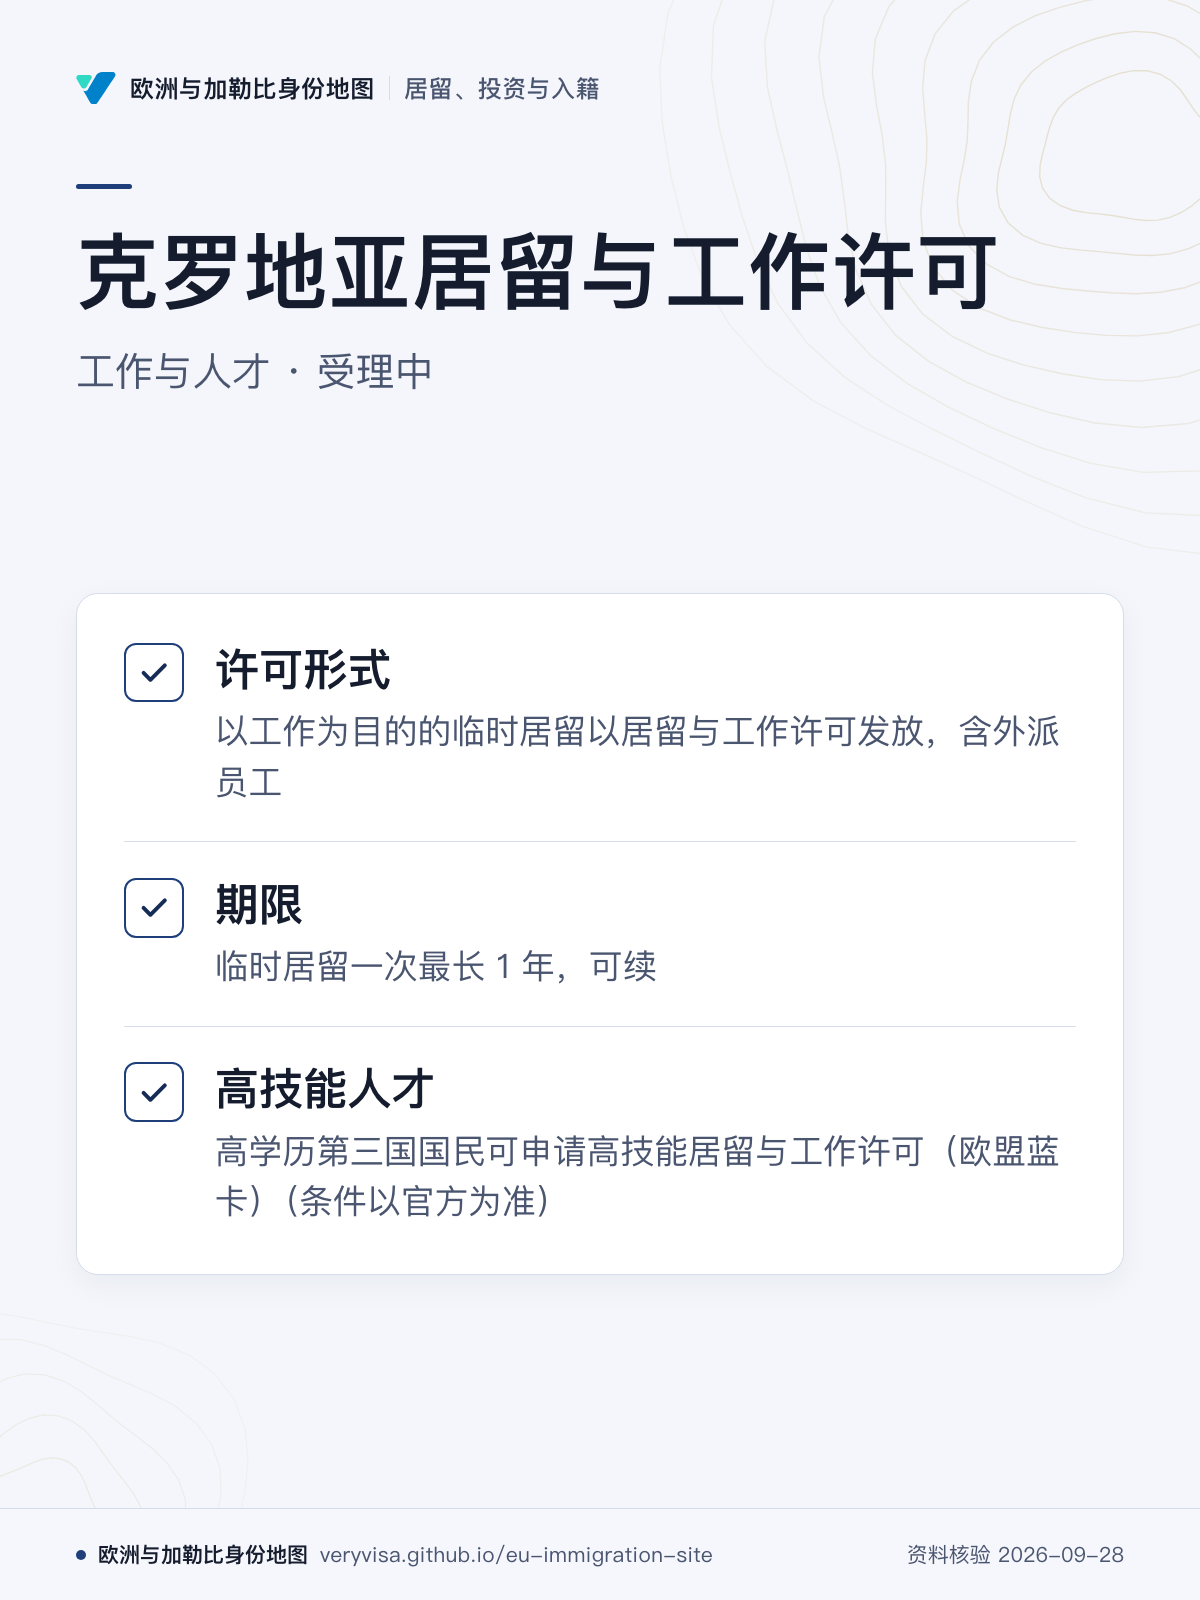 欧洲与加勒比身份地图 居留、投资与入籍
克罗地亚居留与工作许可
工作与人才 · 受理中
许可形式
以工作为目的的临时居留以居留与工作许可发放，含外派
员工
期限
临时居留一次最长 1 年，可续
高技能人才
高学历第三国国民可申请高技能居留与工作许可（欧盟蓝
卡）（条件以官方为准）
欧洲与加勒比身份地图 veryvisa.github.io/eu-immigration-site 资料核验 2026-09-28